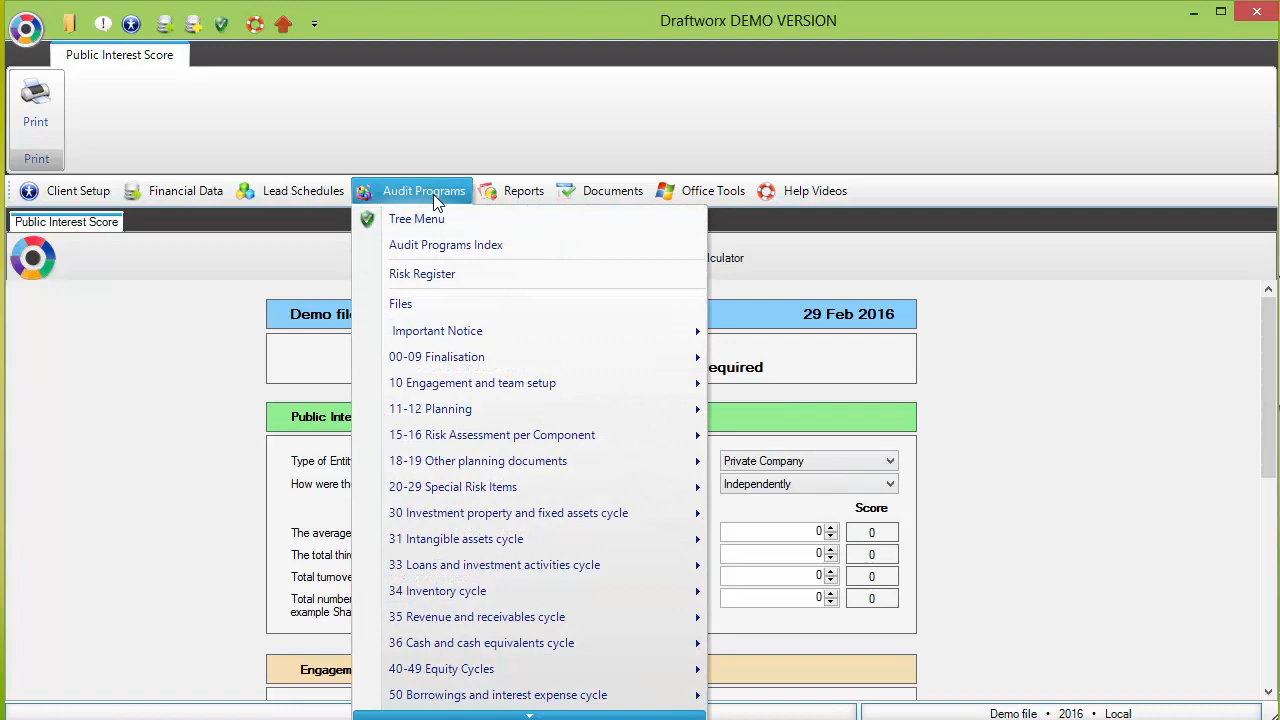 Draftworx DEMO VERSION
Public Interest Score
Print
Print
Client Setup Financial Data Lead Schedules Audit Programs Reports Documents Office Tools Help Videos
Public Interest Score
Tree Menu
Audit Programs Index
Risk Register
Files
Important Notice
00-09 Finalisation
10 Engagement and team setup
11-12 Planning
15-16 Risk Assessment per Component
18-19 Other planning documents
20-29 Special Risk Items
30 Investment property and fixed assets cycle
31 Intangible assets cycle
33 Loans and investment activities cycle
34 Inventory cycle
35 Revenue and receivables cycle
36 Cash and cash equivalents cycle
40-49 Equity Cycles
50 Borrowings and interest expense cycle
lculator
Demo file 29 Feb 2016
equired
Public Inte
Type of Entit Private Company
How were the Independently
Score
The average 0 0
The total thir 0 0
Total turnove 0 0
Total number 0 0
example Sha
Engagem
Demo file • 2016 • Local